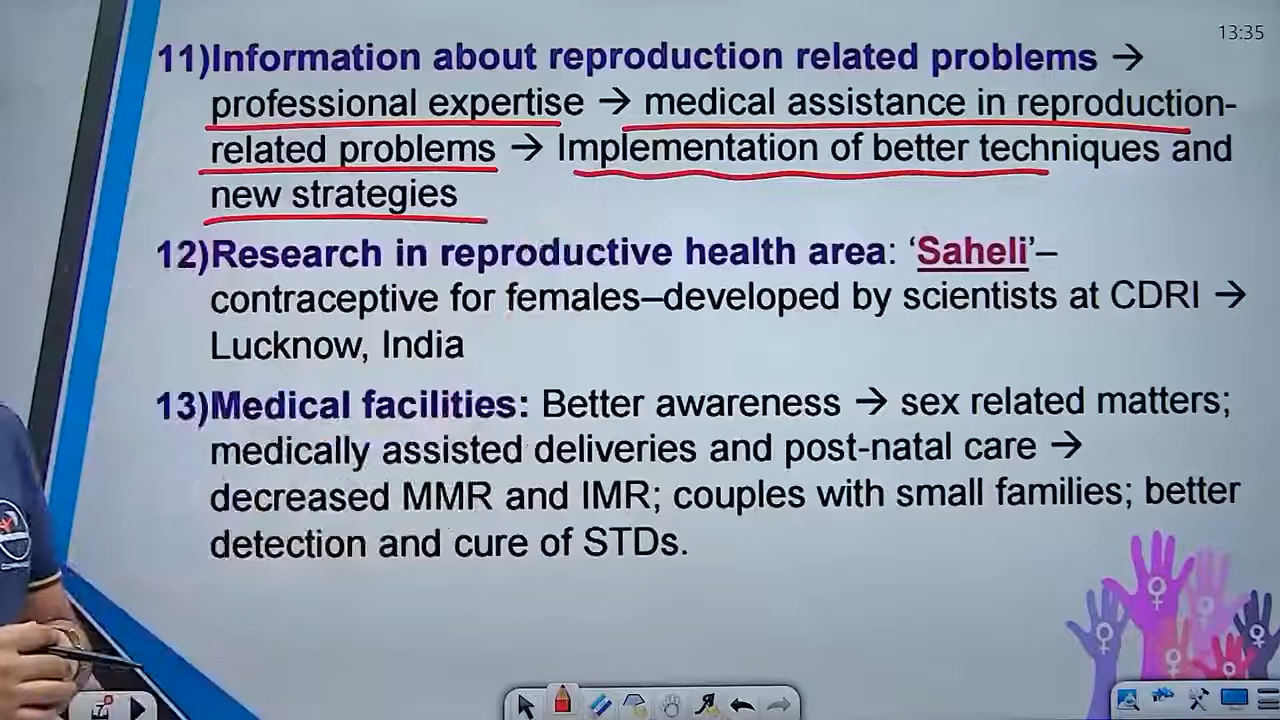 13:35
11)Information about reproduction related problems →
professional expertise → medical assistance in reproduction-
related problems → Implementation of better techniques and
new strategies
12)Research in reproductive health area: ‘Saheli’–
contraceptive for females–developed by scientists at CDRI →
Lucknow, India
13)Medical facilities: Better awareness → sex related matters;
medically assisted deliveries and post-natal care →
decreased MMR and IMR; couples with small families; better
detection and cure of STDs.